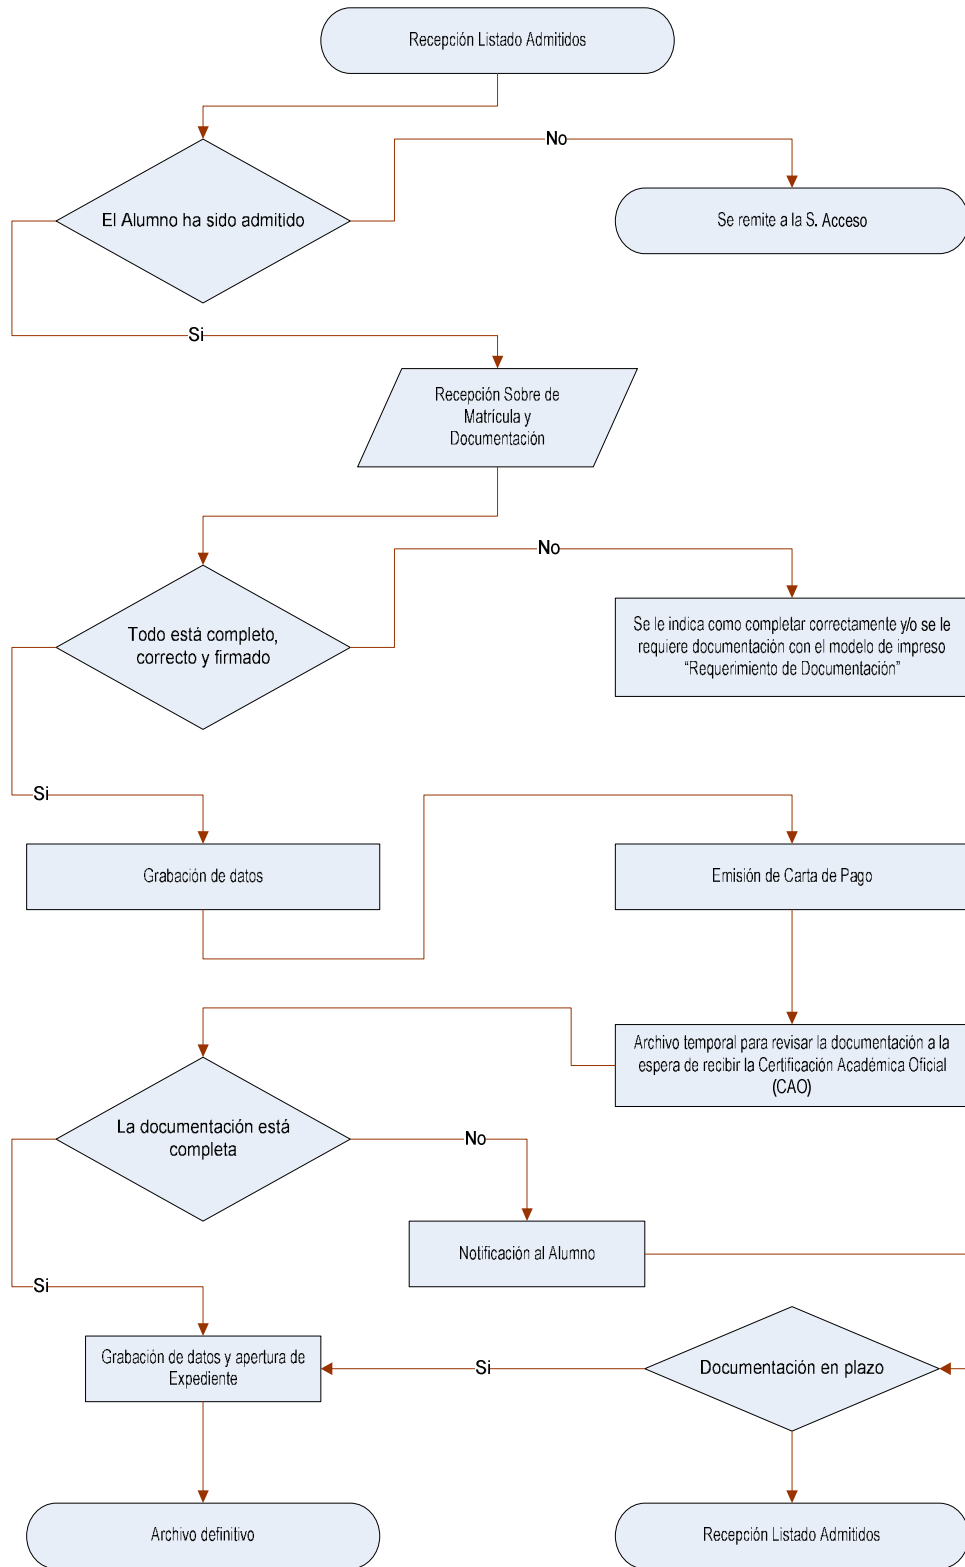 Recepción Listado Admitidos
No
El Alumno ha sido admitido
Se remite a la S. Acceso
Si
Recepción Sobre de
Matrícula y
Documentación
No
Todo está completo,
correcto y firmado
Se le indica como completar correctamente y/o se le
requiere documentación con el modelo de impreso
“Requerimiento de Documentación”
Si
Grabación de datos
Emisión de Carta de Pago
Archivo temporal para revisar la documentación a la
espera de recibir la Certificación Académica Oficial
(CAO)
La documentación está
completa
No
Notificación al Alumno
Si
Grabación de datos y apertura de
Expediente
Si
Documentación en plazo
Archivo definitivo
Recepción Listado Admitidos